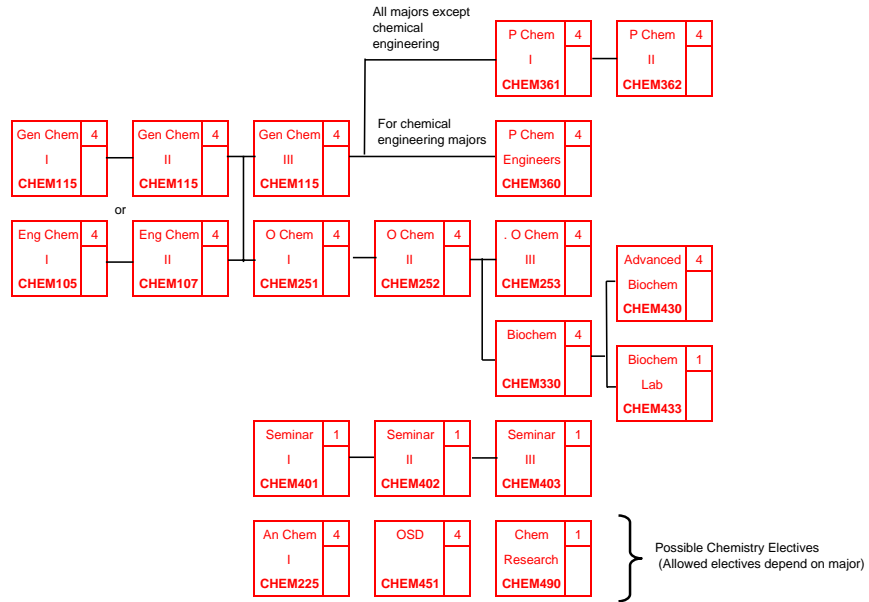 All majors except
chemical
engineering
P Chem 4
I
CHEM361
P Chem 4
II
CHEM362
For chemical
engineering majors
Gen Chem 4
I
CHEM115
Gen Chem 4
II
CHEM115
Gen Chem 4
III
CHEM115
P Chem 4
Engineers
CHEM360
or
Eng Chem 4
I
CHEM105
Eng Chem 4
II
CHEM107
O Chem 4
I
CHEM251
O Chem 4
II
CHEM252
. O Chem 4
III
CHEM253
Advanced 4
Biochem
CHEM430
Biochem 4
CHEM330
Biochem 1
Lab
CHEM433
Seminar 1
I
CHEM401
Seminar 1
II
CHEM402
Seminar 1
III
CHEM403
An Chem 4
I
CHEM225
OSD 4
CHEM451
Chem 1
Research
CHEM490
Possible Chemistry Electives
(Allowed electives depend on major)